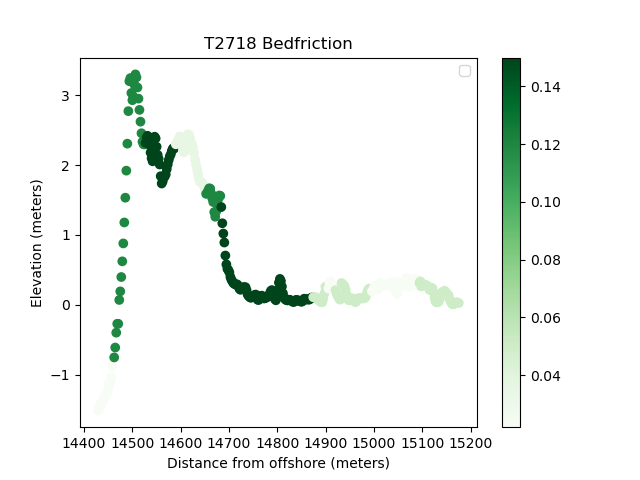 T2718 Bedfriction
3
2
1
0
−1
Elevation (meters)
14400 14500 14600 14700 14800 14900 15000 15100 15200
Distance from offshore (meters)
0.14
0.12
0.10
0.08
0.06
0.04